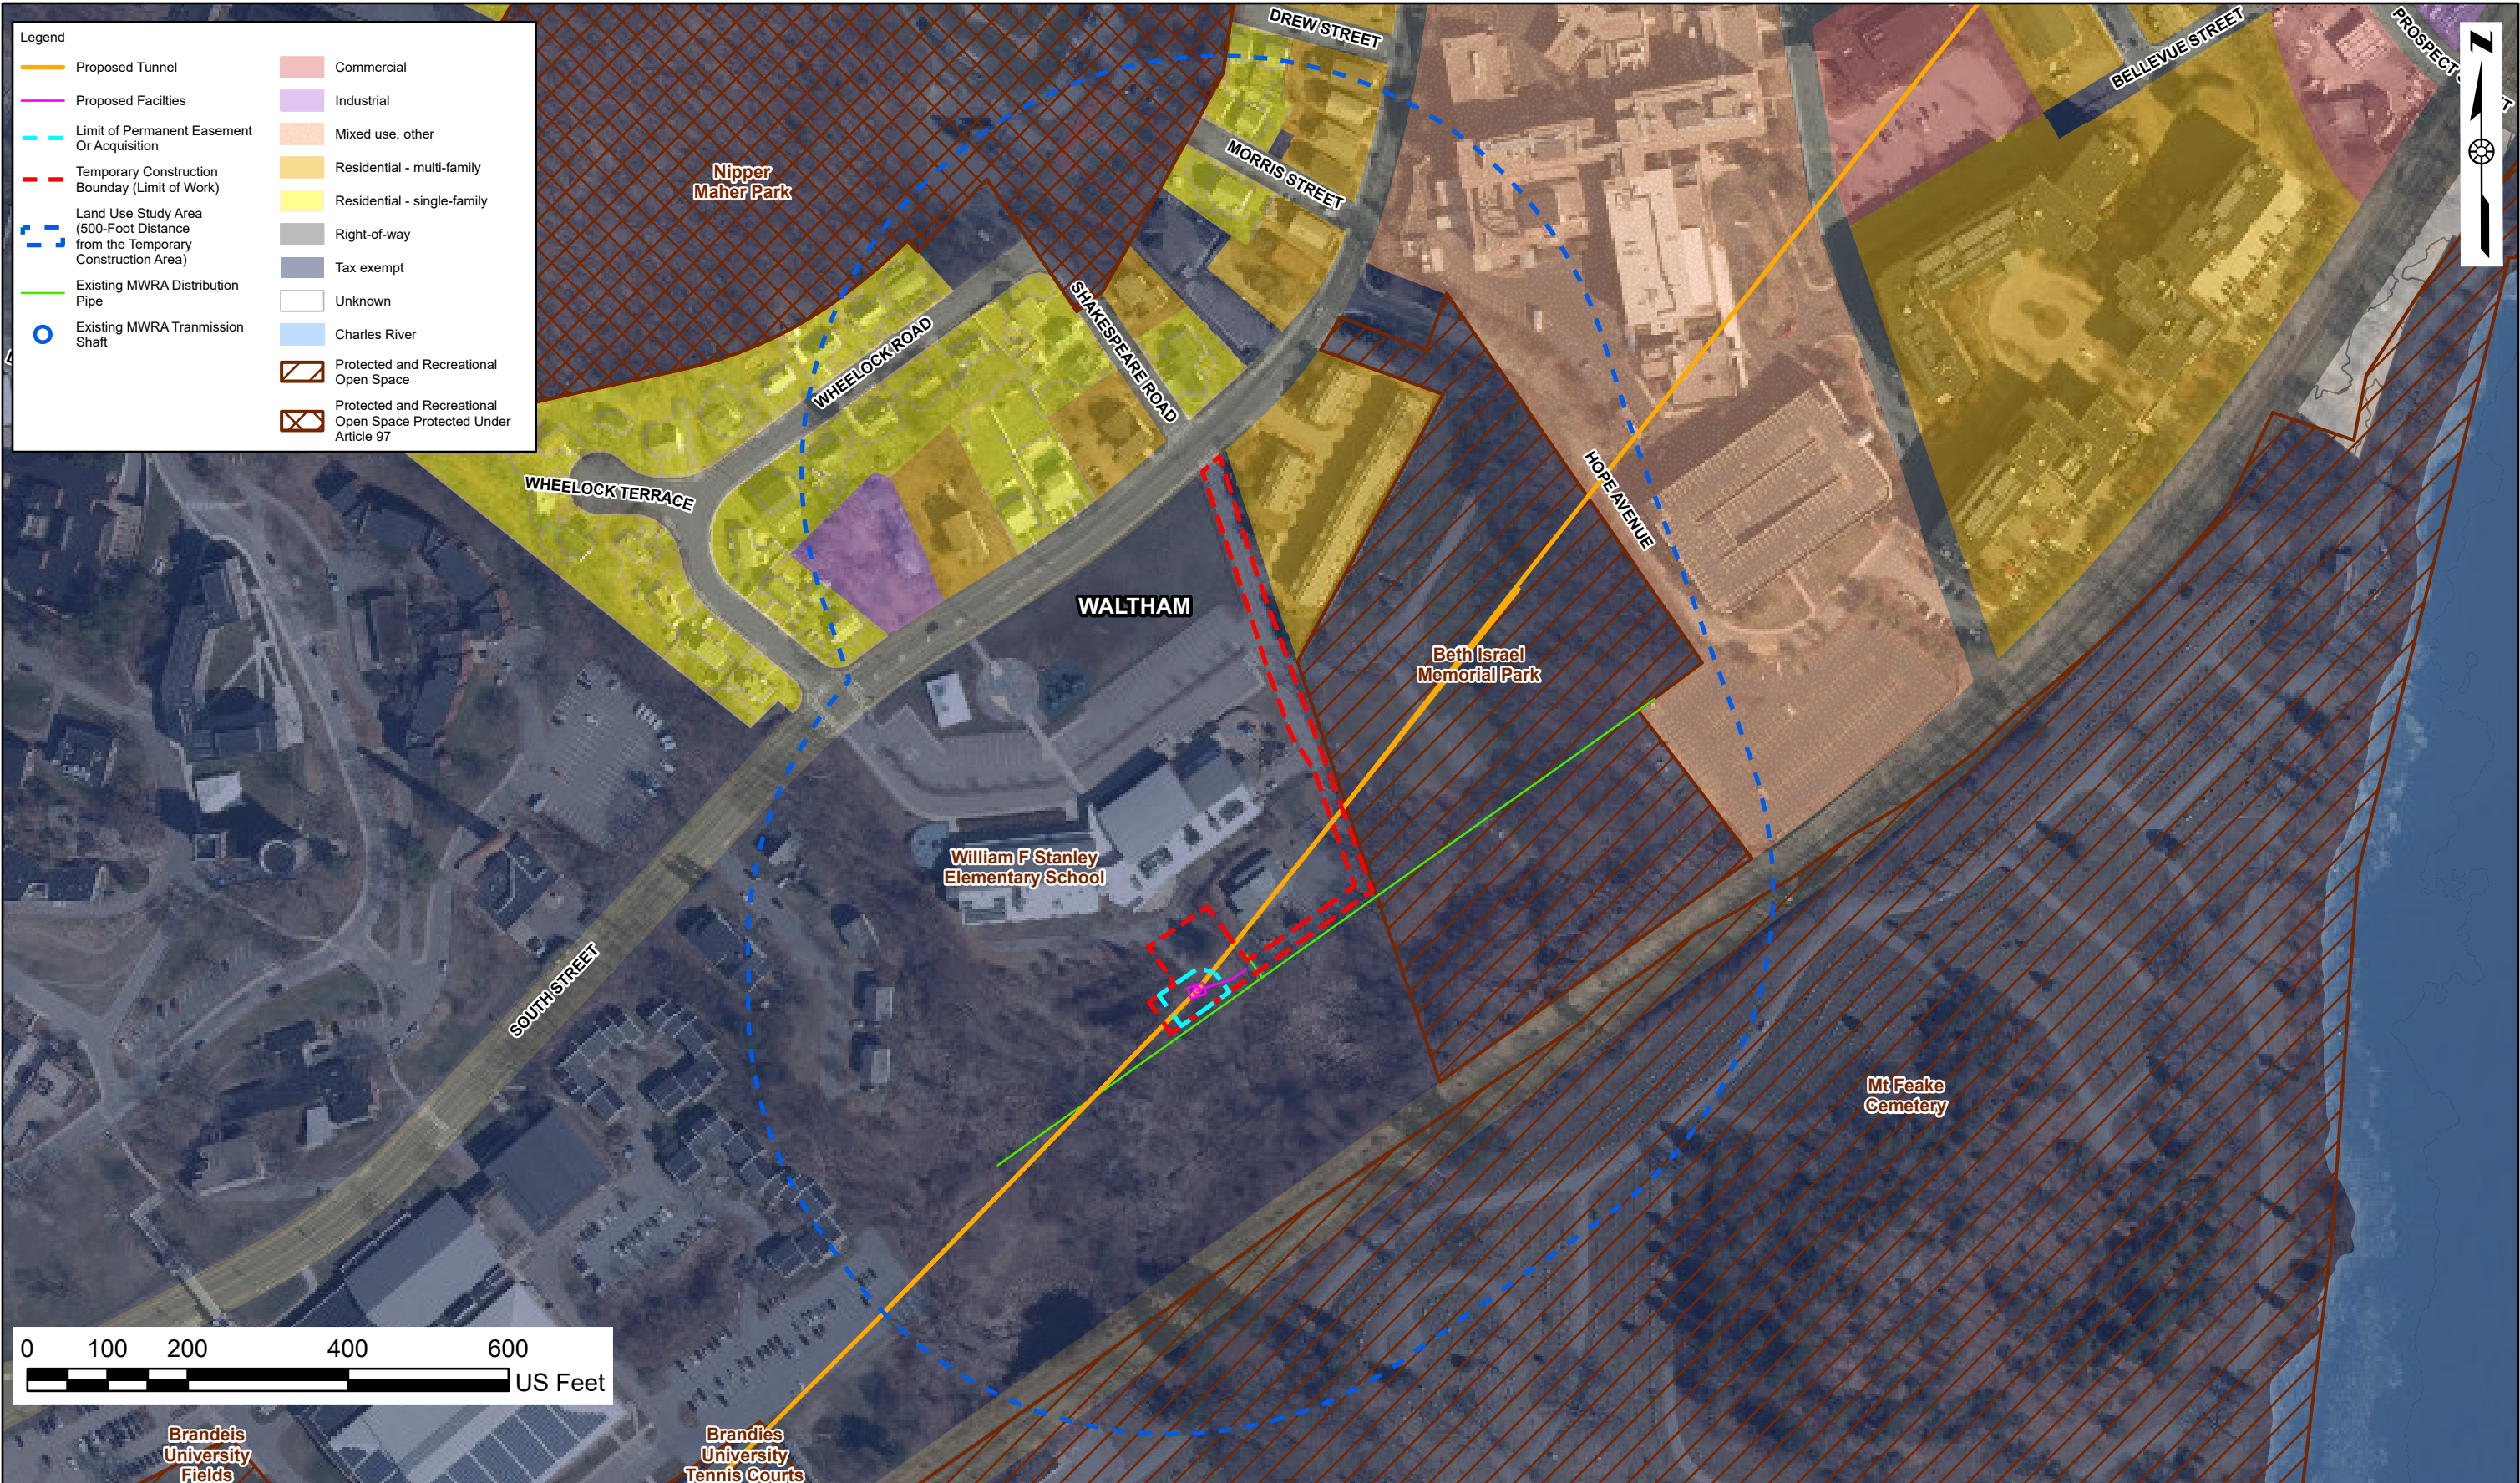 Legend
Proposed Tunnel
Proposed Facilties
Limit of Permanent Easement
Or Acquisition
Temporary Construction
Bounday (Limit of Work)
Land Use Study Area
(500-Foot Distance
from the Temporary
Construction Area)
Existing MWRA Distribution
Pipe
Existing MWRA Tranmission
Shaft
Commercial
Industrial
Mixed use, other
Residential - multi-family
Residential - single-family
Right-of-way
Tax exempt
Unknown
Charles River
Protected and Recreational
Open Space
Protected and Recreational
Open Space Protected Under
Article 97
DREW STREET
BELLEVUE STREET
PROSPECT
N
Nipper
Maher Park
MORRIS STREET
SHAKESPEARE ROAD
WHEELOCK ROAD
WHEELOCK TERRACE
HOPE AVENUE
WALTHAM
Beth Israel
Memorial Park
William F Stanley
Elementary School
SOUTH STREET
Mt Feake
Cemetery
0 100 200 400 600
US Feet
Brandeis
University
Fields
Brandies
University
Tennis Courts